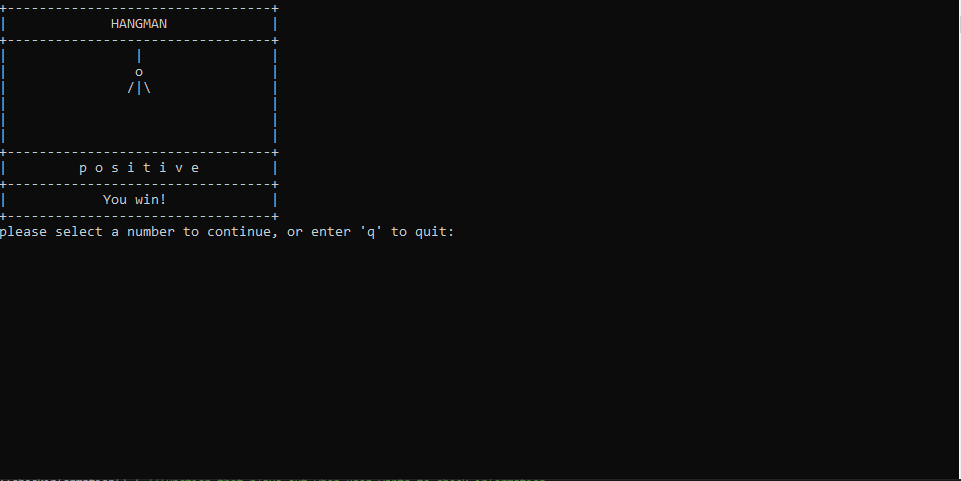 +---------------------------------+
|             HANGMAN             |
+---------------------------------+
|                |                |
|                o                |
|               /|\               |
|                                 |
|                                 |
|                                 |
+---------------------------------+
|         p o s i t i v e         |
+---------------------------------+
|            You win!             |
+---------------------------------+
please select a number to continue, or enter 'q' to quit: